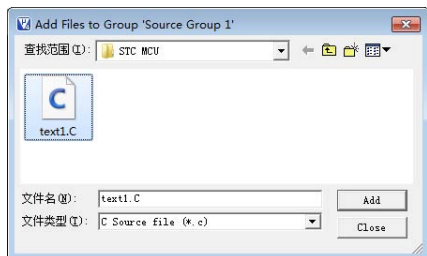 Add Files to Group 'Source Group 1'
查找范围(I): STC MCU
C
text1.C
文件名(N): text1.C Add
文件类型(T): C Source file (*.c) Close